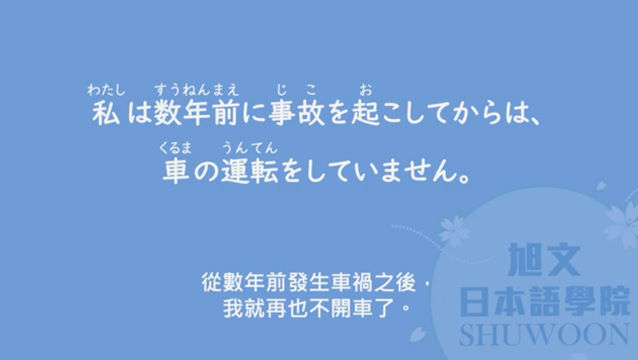 わたし すうねんまえ じこ お
私は数年前に事故を起こしてからは、
くるま うんてん
車の運転をしていません。
從數年前發生車禍之後，
我就再也不開車了。
旭文
日本語學院
SHUWOON